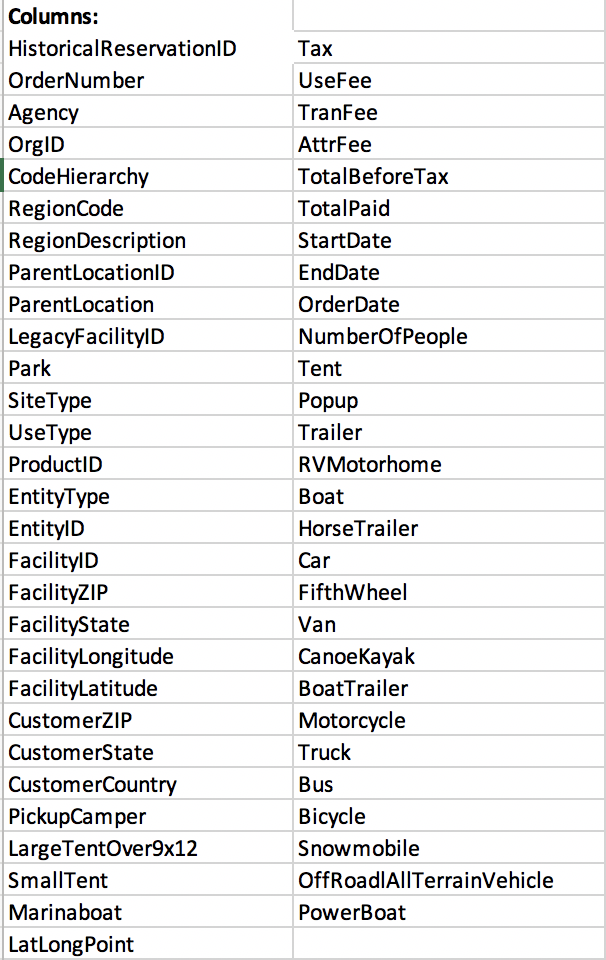 Columns:
HistoricalReservationID Tax
OrderNumber UseFee
Agency TranFee
OrgID AttrFee
CodeHierarchy TotalBeforeTax
RegionCode TotalPaid
RegionDescription StartDate
ParentLocationID EndDate
ParentLocation OrderDate
LegacyFacilityID NumberOfPeople
Park Tent
SiteType Popup
UseType Trailer
ProductID RVMotorhome
EntityType Boat
EntityID HorseTrailer
FacilityID Car
FacilityZIP FifthWheel
FacilityState Van
FacilityLongitude CanoeKayak
FacilityLatitude BoatTrailer
CustomerZIP Motorcycle
CustomerState Truck
CustomerCountry Bus
PickupCamper Bicycle
LargeTentOver9x12 Snowmobile
SmallTent OffRoadlAllTerrainVehicle
Marinaboat PowerBoat
LatLongPoint